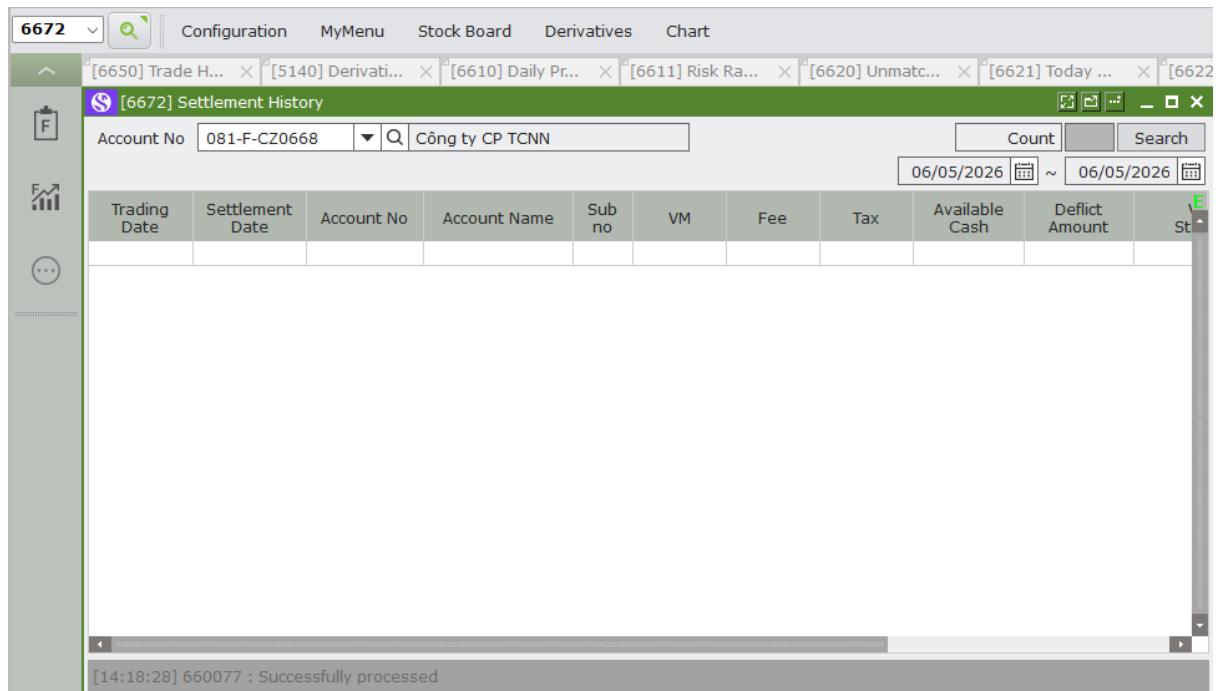 6672 Configuration MyMenu Stock Board Derivatives Chart
[6650] Trade H... [5140] Derivati... [6610] Daily Pr... [6611] Risk Ra... [6620] Unmatc... [6621] Today ... [6622
[6672] Settlement History
F
Account No 081-F-CZ0668 Công ty CP TCNN Count Search
06/05/2026 ~ 06/05/2026
F
Trading Date Settlement Date Account No Account Name Sub no VM Fee Tax Available Cash Deflict Amount St
E
[14:18:28] 660077 : Successfully processed